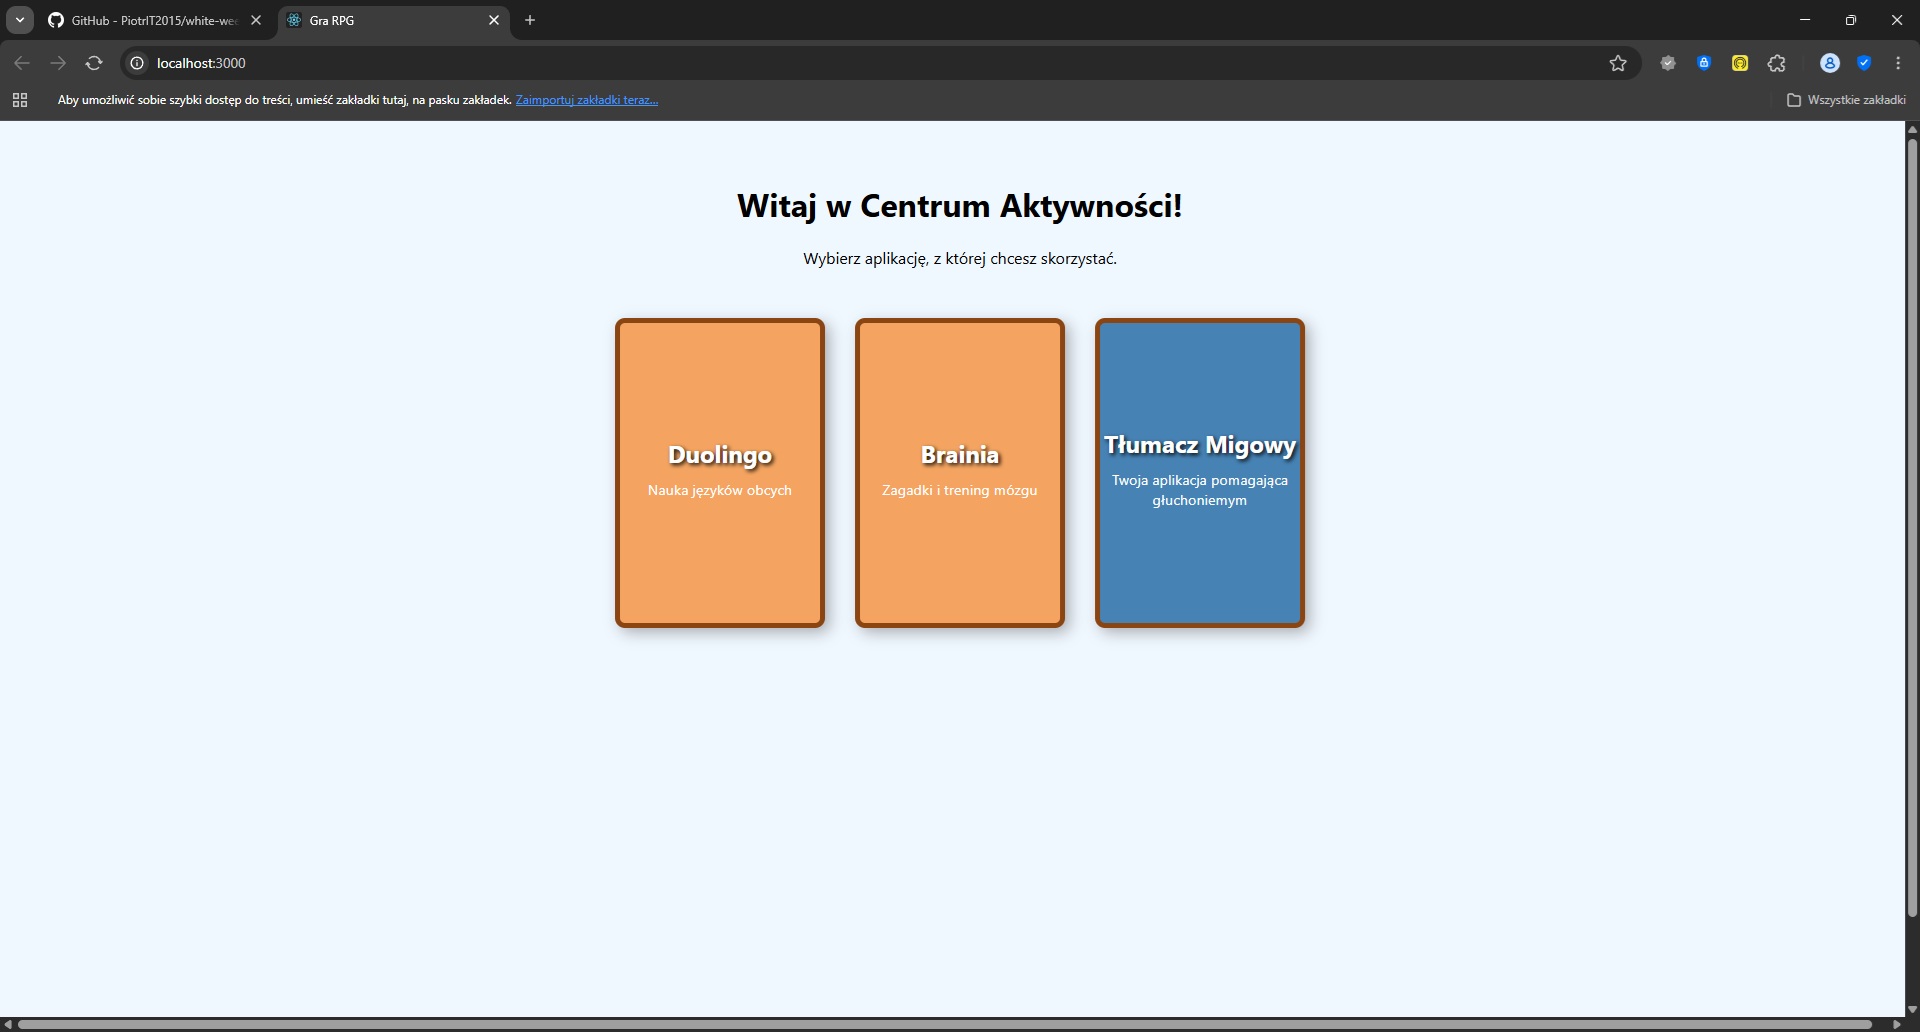 GitHub - PiotrIT2015/white-wee
Gra RPG
localhost:3000
Aby umożliwić sobie szybki dostęp do treści, umieść zakładki tutaj, na pasku zakładek. Zaimportuj zakładki teraz...
Wszystkie zakładki
Witaj w Centrum Aktywności!
Wybierz aplikację, z której chcesz skorzystać.
Duolingo
Nauka języków obcych
Brainia
Zagadki i trening mózgu
Tłumacz Migowy
Twoja aplikacja pomagająca
głuchoniemym